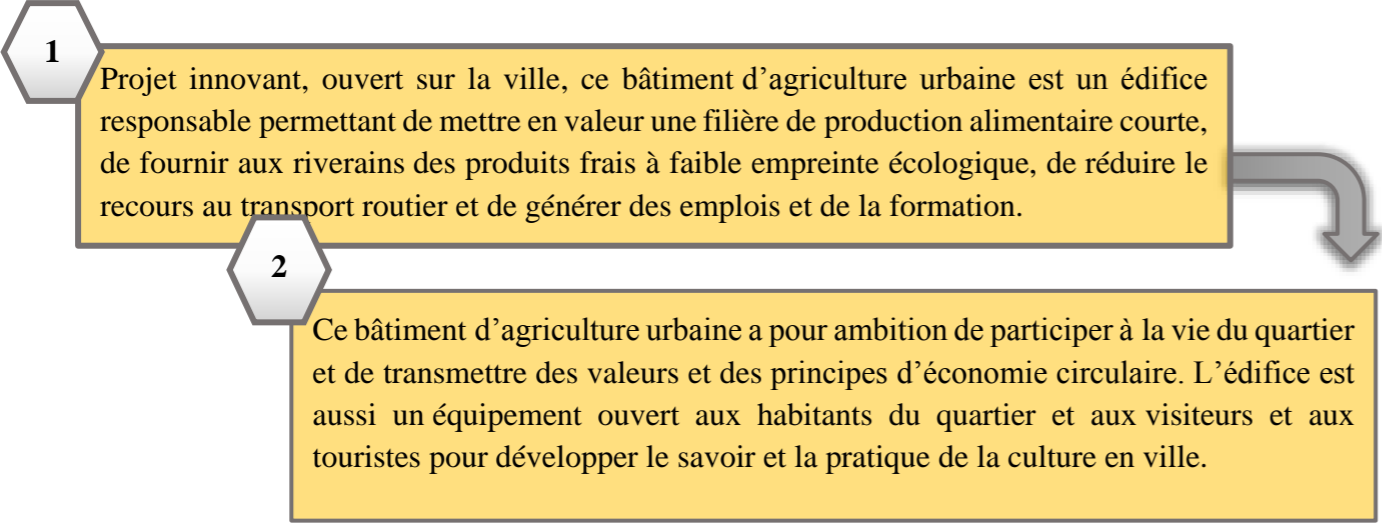 1
Projet innovant, ouvert sur la ville, ce bâtiment d’agriculture urbaine est un édifice
responsable permettant de mettre en valeur une filière de production alimentaire courte,
de fournir aux riverains des produits frais à faible empreinte écologique, de réduire le
recours au transport routier et de générer des emplois et de la formation.
2
Ce bâtiment d’agriculture urbaine a pour ambition de participer à la vie du quartier
et de transmettre des valeurs et des principes d’économie circulaire. L’édifice est
aussi un équipement ouvert aux habitants du quartier et aux visiteurs et aux
touristes pour développer le savoir et la pratique de la culture en ville.